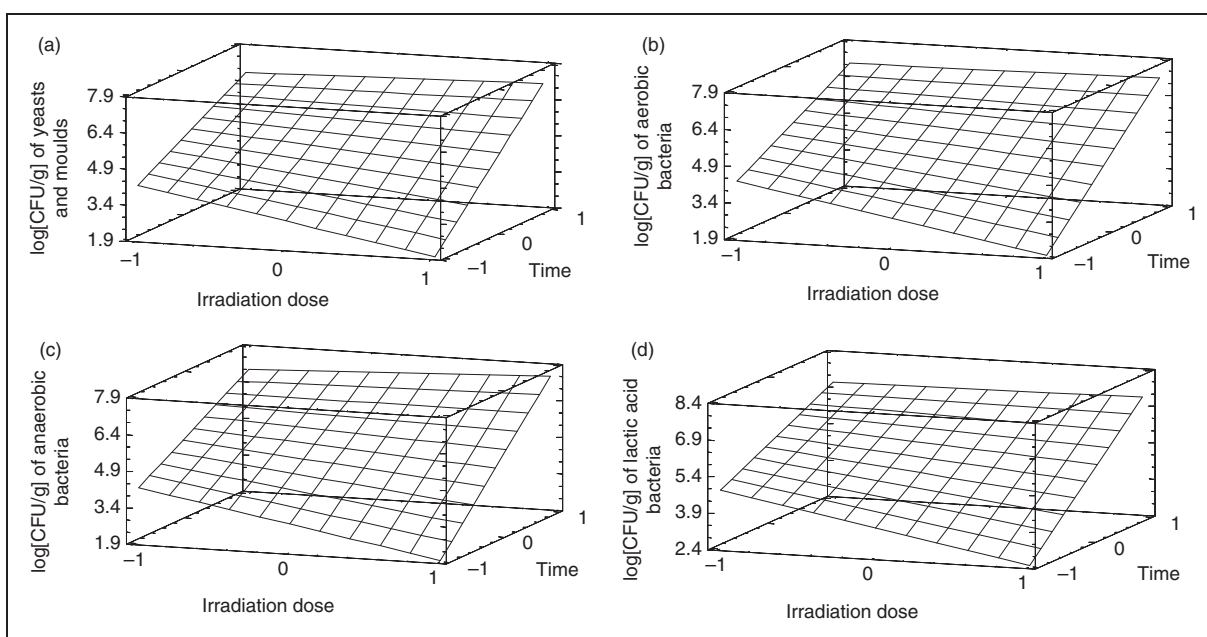 (a)
log[CFU/g] of yeasts
and moulds
7.9
6.4
4.9
3.4
1.9
−1
0
1
Irradiation dose
−1
0
1
Time
(b)
log[CFU/g] of aerobic
bacteria
7.9
6.4
4.9
3.4
1.9
−1
0
1
Irradiation dose
−1
0
1
Time
(c)
log[CFU/g] of anaerobic
bacteria
7.9
6.4
4.9
3.4
1.9
−1
0
1
Irradiation dose
−1
0
1
Time
(d)
log[CFU/g] of lactic acid
bacteria
8.4
6.9
5.4
3.9
2.4
−1
0
1
Irradiation dose
−1
0
1
Time